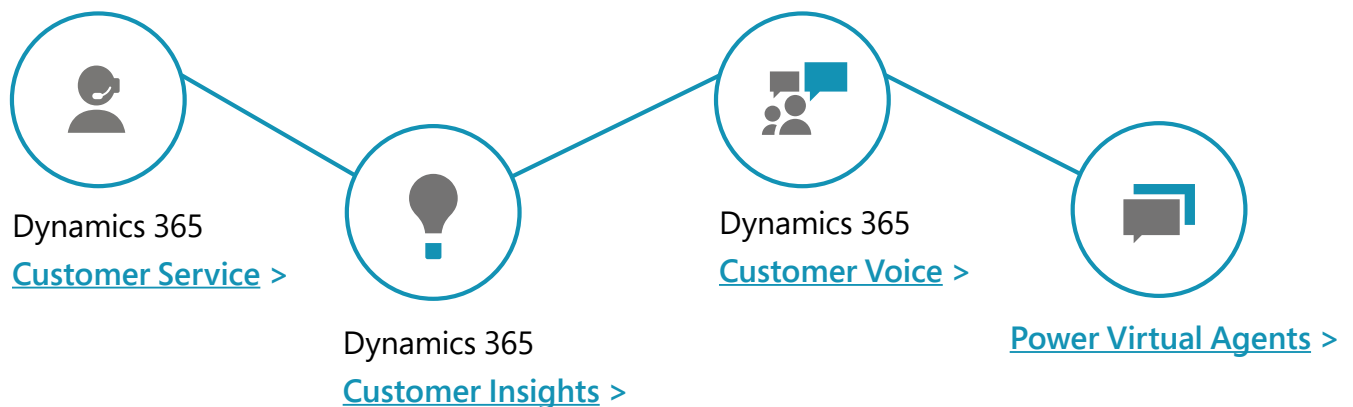 Dynamics 365
Customer Service >
Dynamics 365
Customer Insights >
Dynamics 365
Customer Voice >
Power Virtual Agents >